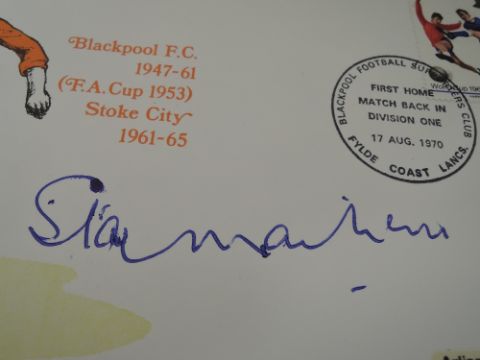 Blackpool F.C.
1947-61
(F.A. Cup 1953)
Stoke City
1961-65
BLACKPOOL FOOTBALL SUPPORTERS CLUB
FIRST HOME
MATCH BACK IN
DIVISION ONE
17 AUG. 1970
FYLDE COAST LANCS.
Stan Matthews